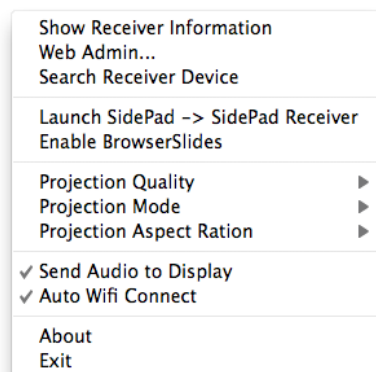 Show Receiver Information
Web Admin...
Search Receiver Device
Launch SidePad -> SidePad Receiver
Enable BrowserSlides
Projection Quality
Projection Mode
Projection Aspect Ration
Send Audio to Display
Auto Wifi Connect
About
Exit